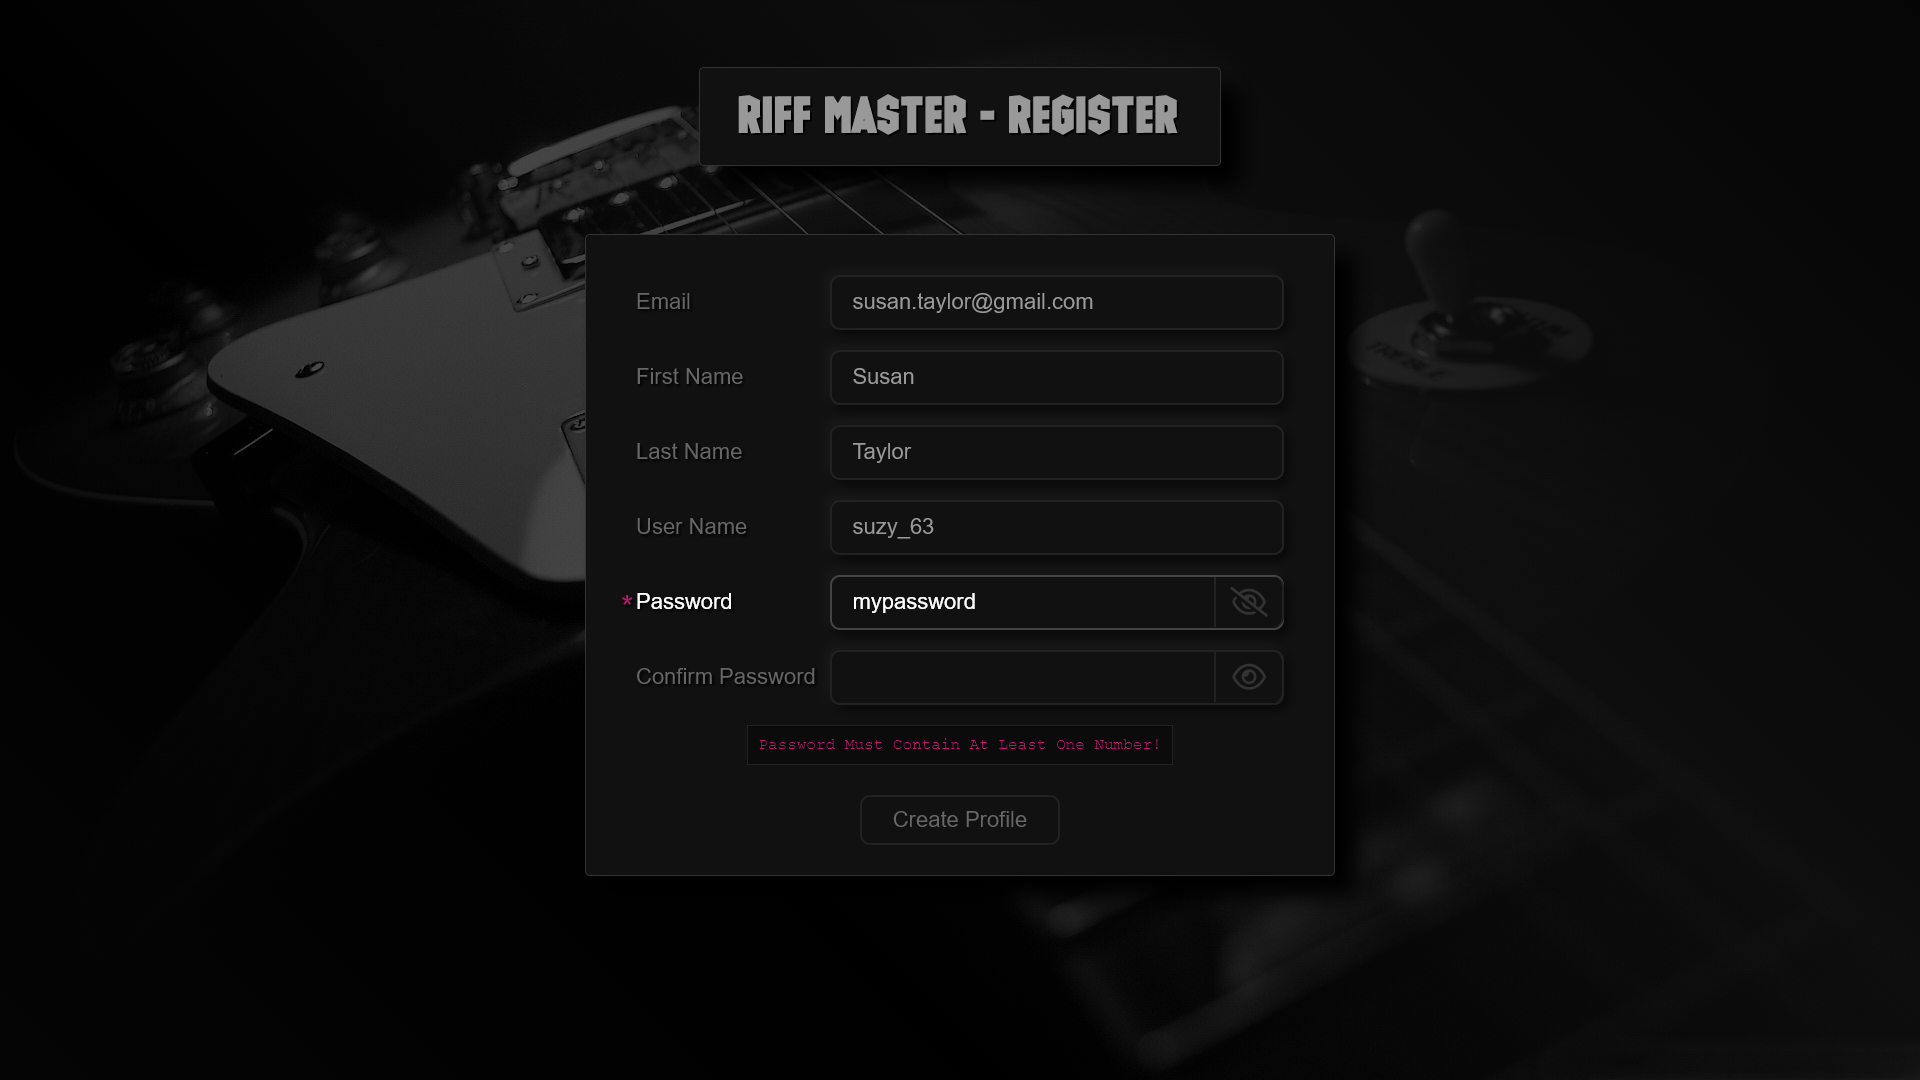 RIFF MASTER - REGISTER
Email
susan.taylor@gmail.com
First Name
Susan
Last Name
Taylor
User Name
suzy_63
*Password
mypassword
Confirm Password
Password Must Contain At Least One Number!
Create Profile